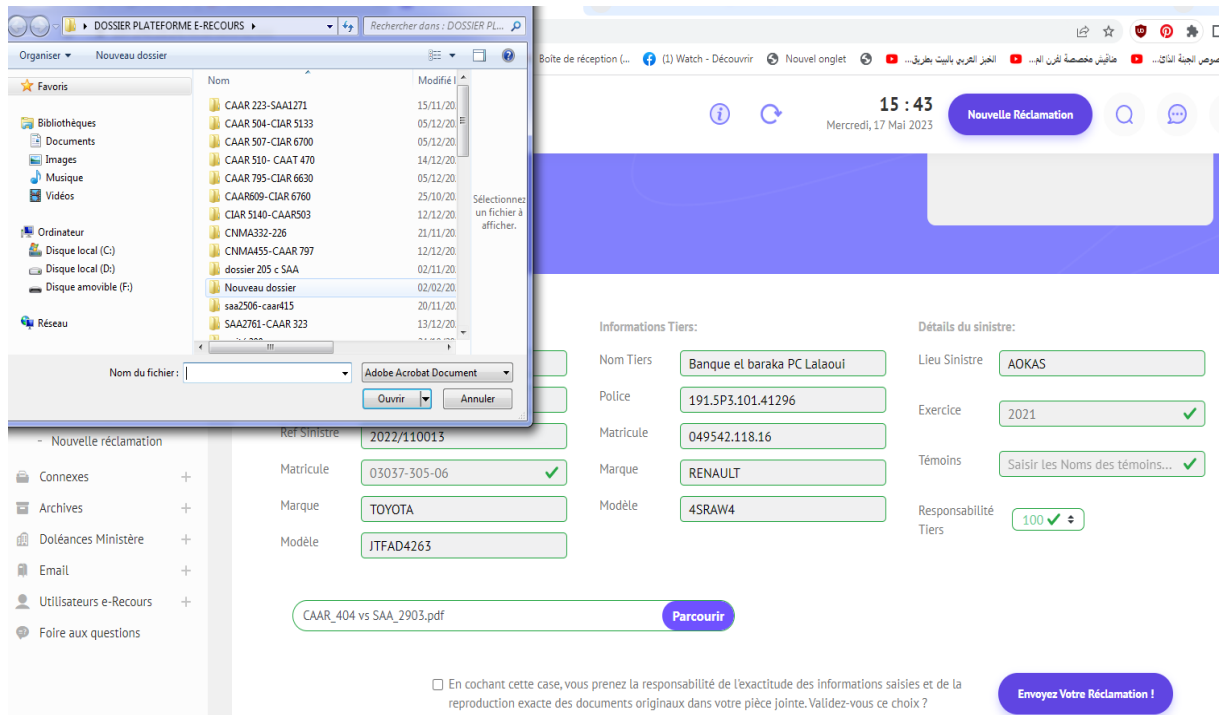 DOSSIER PLATEFORME E-RECOURS
Rechercher dans : DOSSIER PL...
Organiser
Nouveau dossier
Favoris
Bibliothèques
Documents
Images
Musique
Vidéos
Ordinateur
Disque local (C:)
Disque local (D:)
Disque amovible (F:)
Réseau
Nom
Modifié l
CAAR 223-SAA1271 15/11/20
CAAR 504-CIAR 5133 05/12/20
CAAR 507-CIAR 6700 05/12/20
CAAR 510- CAAT 470 14/12/20
CAAR 795-CIAR 6630 05/12/20
CAAR609-CIAR 6760 25/10/20
CIAR 5140-CAAR503 12/12/20
CNMA332-226 21/11/20
CNMA455-CAAR 797 12/12/20
dossier 205 c SAA 02/11/20
Nouveau dossier 02/02/20
saa2506-caar415 20/11/20
SAA2761-CAAR 323 13/12/20
Sélectionnez
un fichier à
afficher.
Nom du fichier :
Adobe Acrobat Document
Ouvrir
Annuler
Boîte de réception (...
(1) Watch - Découvrir
Nouvel onglet
الخبز العربي بالبيت بطريق...
15 : 43
Mercredi, 17 Mai 2023
Nouvelle Réclamation
- Nouvelle réclamation
Connexes
Archives
Doléances Ministère
Email
Utilisateurs e-Recours
Foire aux questions
Ref Sinistre 2022/110013
Matricule 03037-305-06
Marque TOYOTA
Modèle JTFAD4263
Informations Tiers:
Nom Tiers Banque el baraka PC Lalaoui
Police 191.5P3.101.41296
Matricule 049542.118.16
Marque RENAULT
Modèle 4SRAW4
Détails du sinistre:
Lieu Sinistre AOKAS
Exercice 2021
Témoins Saisir les Noms des témoins...
Responsabilité
Tiers
100
CAAR_404 vs SAA_2903.pdf
Parcourir
En cochant cette case, vous prenez la responsabilité de l'exactitude des informations saisies et de la
reproduction exacte des documents originaux dans votre pièce jointe. Validez-vous ce choix ?
Envoyez Votre Réclamation !